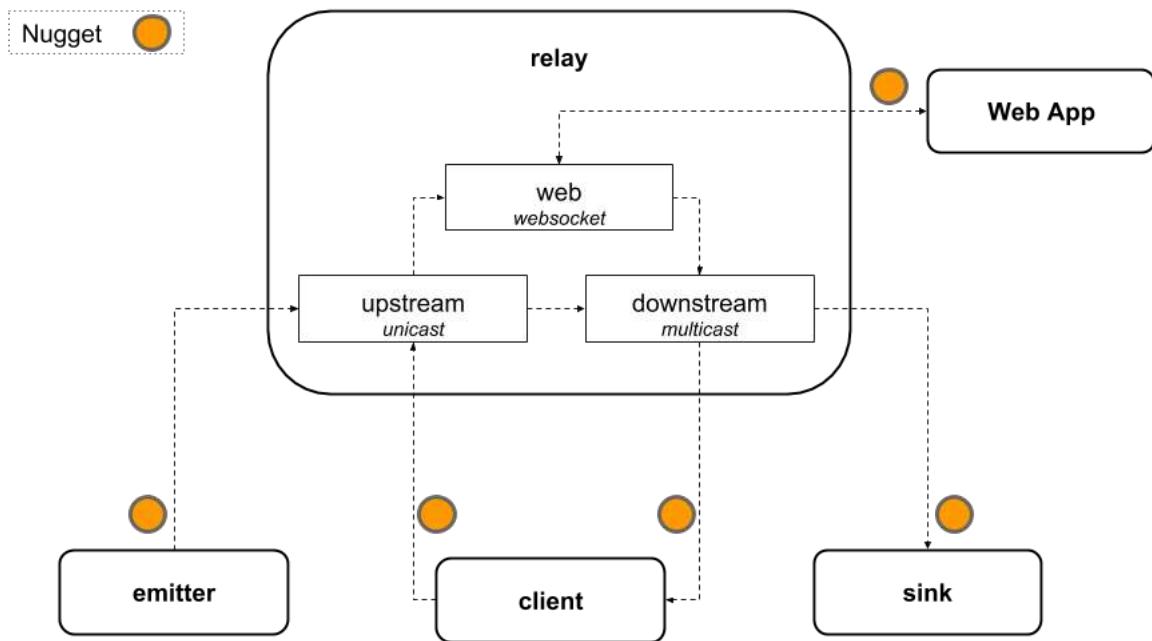 Nugget
relay
Web App
web
websocket
upstream
unicast
downstream
multicast
emitter
client
sink